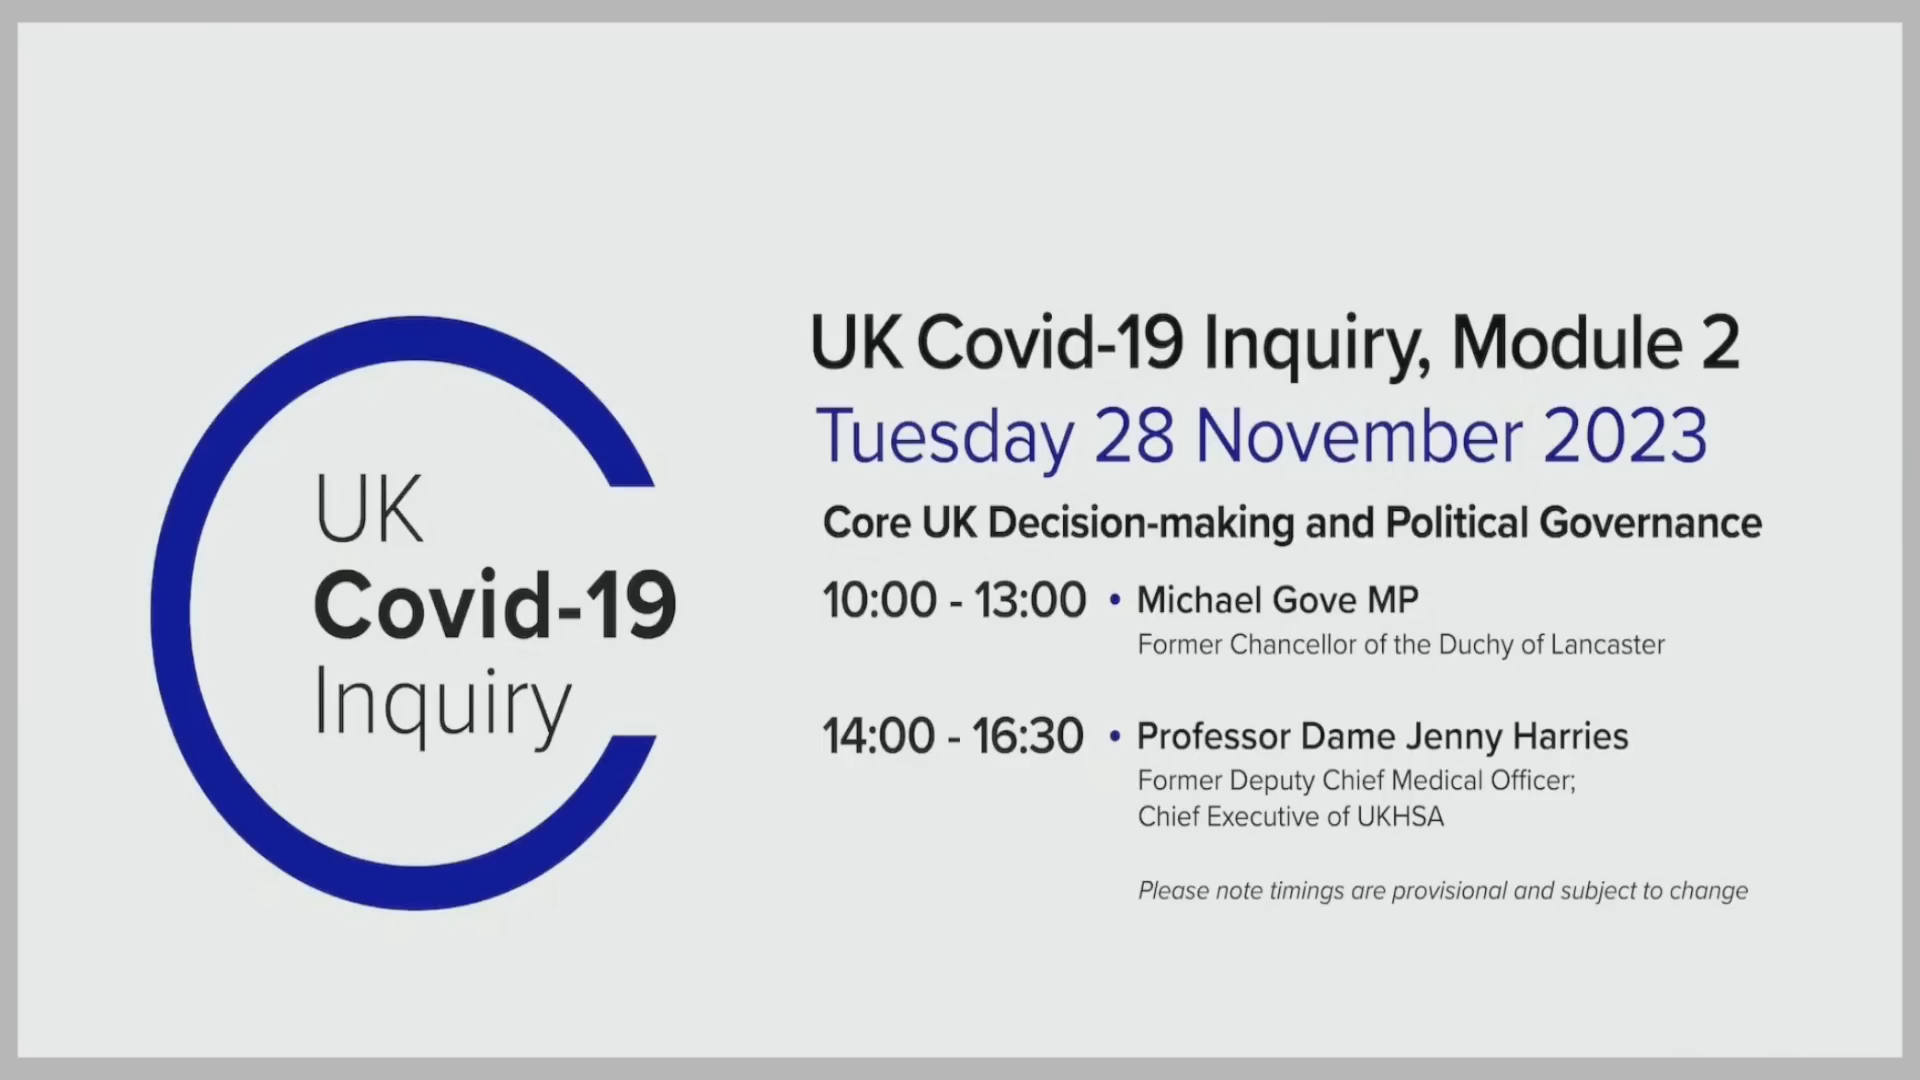 UK
Covid-19
Inquiry
UK Covid-19 Inquiry, Module 2
Tuesday 28 November 2023
Core UK Decision-making and Political Governance
10:00 - 13:00 • Michael Gove MP
Former Chancellor of the Duchy of Lancaster
14:00 - 16:30 • Professor Dame Jenny Harries
Former Deputy Chief Medical Officer;
Chief Executive of UKHSA
Please note timings are provisional and subject to change